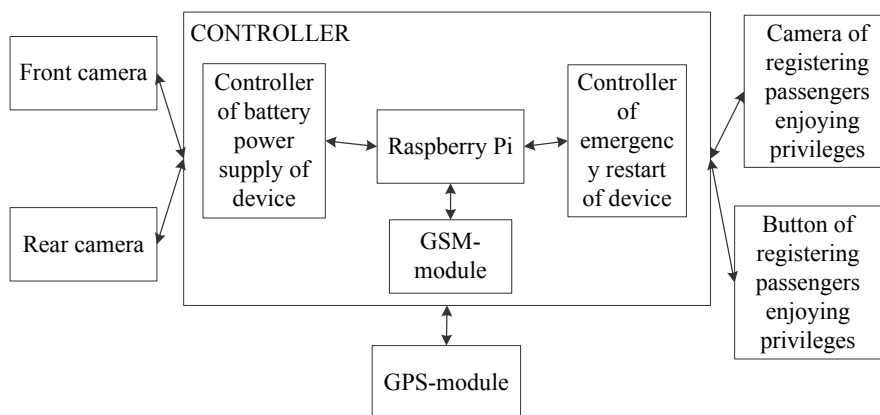 CONTROLLER
Front camera
Rear camera
Controller
of battery
power
supply of
device
Raspberry Pi
GSM-
module
Controller
of
emergenc
y restart
of device
Camera of
registering
passengers
enjoying
privileges
Button of
registering
passengers
enjoying
privileges
GPS-module